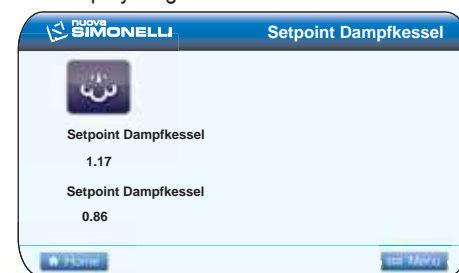 nuova
SIMONELLI
Setpoint Dampfkessel
Setpoint Dampfkessel
1.17
Setpoint Dampfkessel
0.86
Home
Menu